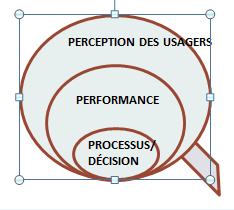 PERCEPTION DES USAGERS
PERFORMANCE
PROCESSUS/
DÉCISION